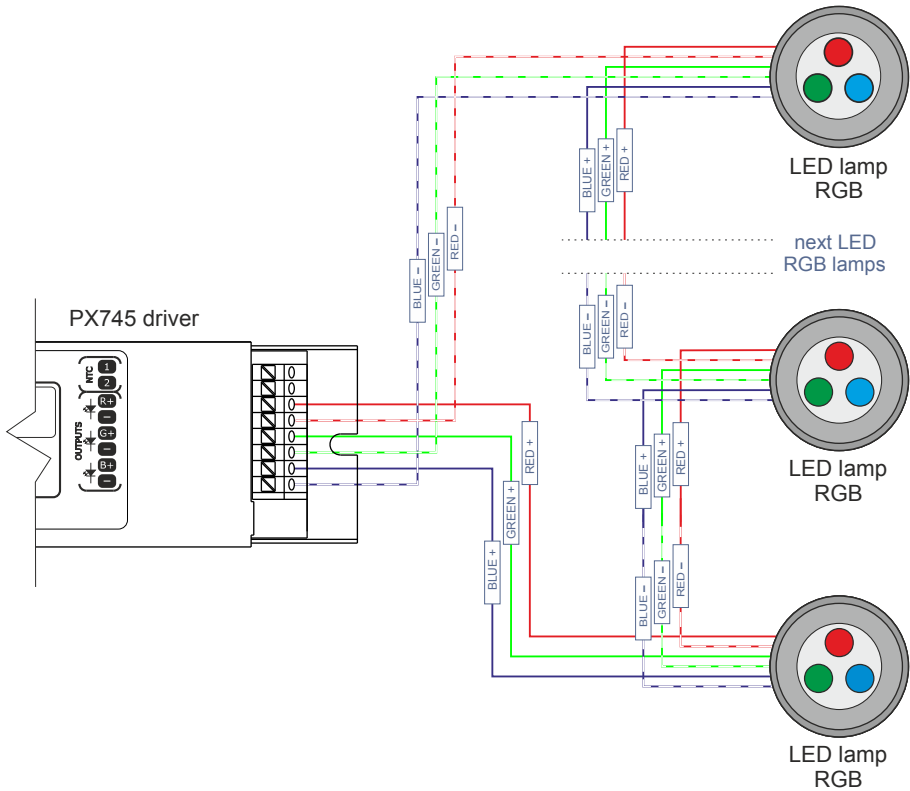 LED lamp
RGB
BLUE +
GREEN +
RED +
next LED
RGB lamps
BLUE −
GREEN −
RED −
BLUE −
GREEN −
RED −
PX745 driver
NTC
1
2
OUTPUTS
R+
−
G+
−
B+
−
LED lamp
RGB
BLUE +
GREEN +
RED +
RED +
GREEN +
BLUE +
BLUE −
GREEN −
RED −
LED lamp
RGB